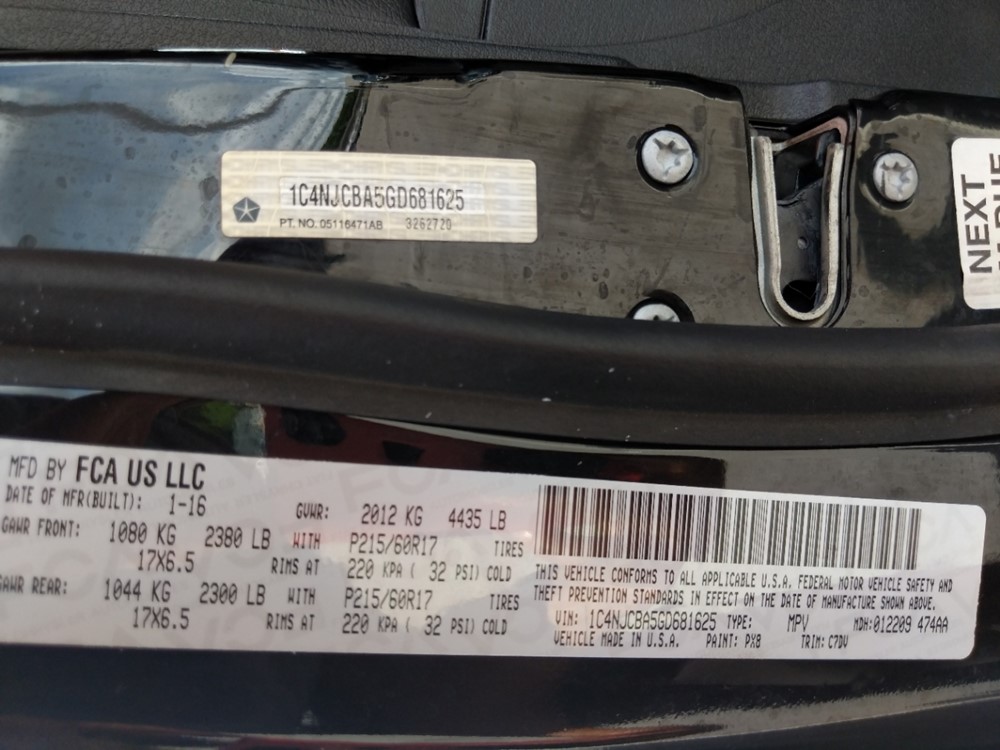 1C4NJCBA5GD681625
PT. NO. 05116471AB 3262720
NEXT
MFD BY FCA US LLC
DATE OF MFR(BUILT): 1-16
GVWR: 2012 KG 4435 LB
GAWR FRONT: 1080 KG 2380 LB WITH P215/60R17 TIRES
17X6.5 RIMS AT 220 KPA ( 32 PSI) COLD
GAWR REAR: 1044 KG 2300 LB WITH P215/60R17 TIRES
17X6.5 RIMS AT 220 KPA ( 32 PSI) COLD
THIS VEHICLE CONFORMS TO ALL APPLICABLE U.S.A. FEDERAL MOTOR VEHICLE SAFETY AND
THEFT PREVENTION STANDARDS IN EFFECT ON THE DATE OF MANUFACTURE SHOWN ABOVE.
VIN: 1C4NJCBA5GD681625 TYPE: MPV MDH:012209 474AA
VEHICLE MADE IN U.S.A. PAINT: PX8 TRIM: C7DV